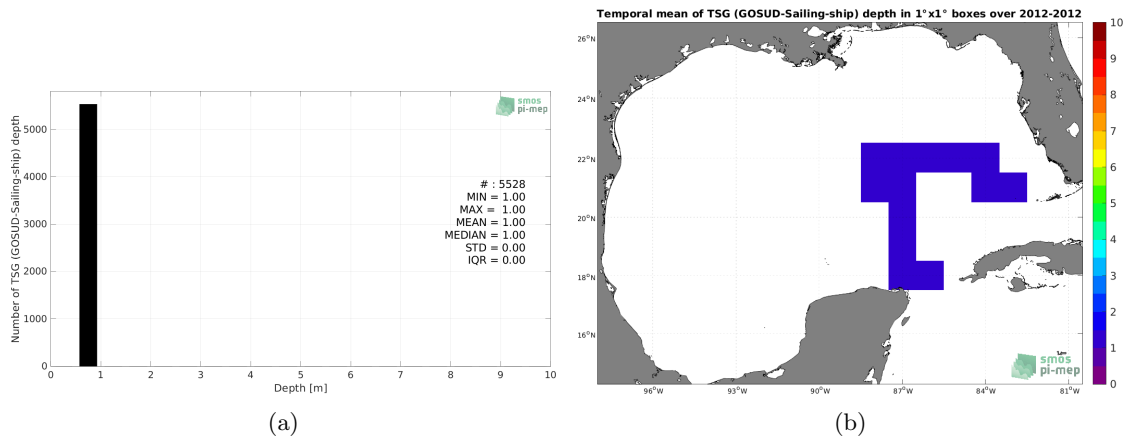 Temporal mean of TSG (GOSUD-Sailing-ship) depth in 1°x1° boxes over 2012-2012
Number of TSG (GOSUD-Sailing-ship) depth
5000
4000
3000
2000
1000
0
0 1 2 3 4 5 6 7 8 9 10
Depth [m]
smos
pi-mep
# : 5528
MIN = 1.00
MAX = 1.00
MEAN = 1.00
MEDIAN = 1.00
STD = 0.00
IQR = 0.00
(a)
26°N
24°N
22°N
20°N
18°N
16°N
96°W 93°W 90°W 87°W 84°W 81°W
smos
pi-mep
10
9
8
7
6
5
4
3
2
1
0
(b)